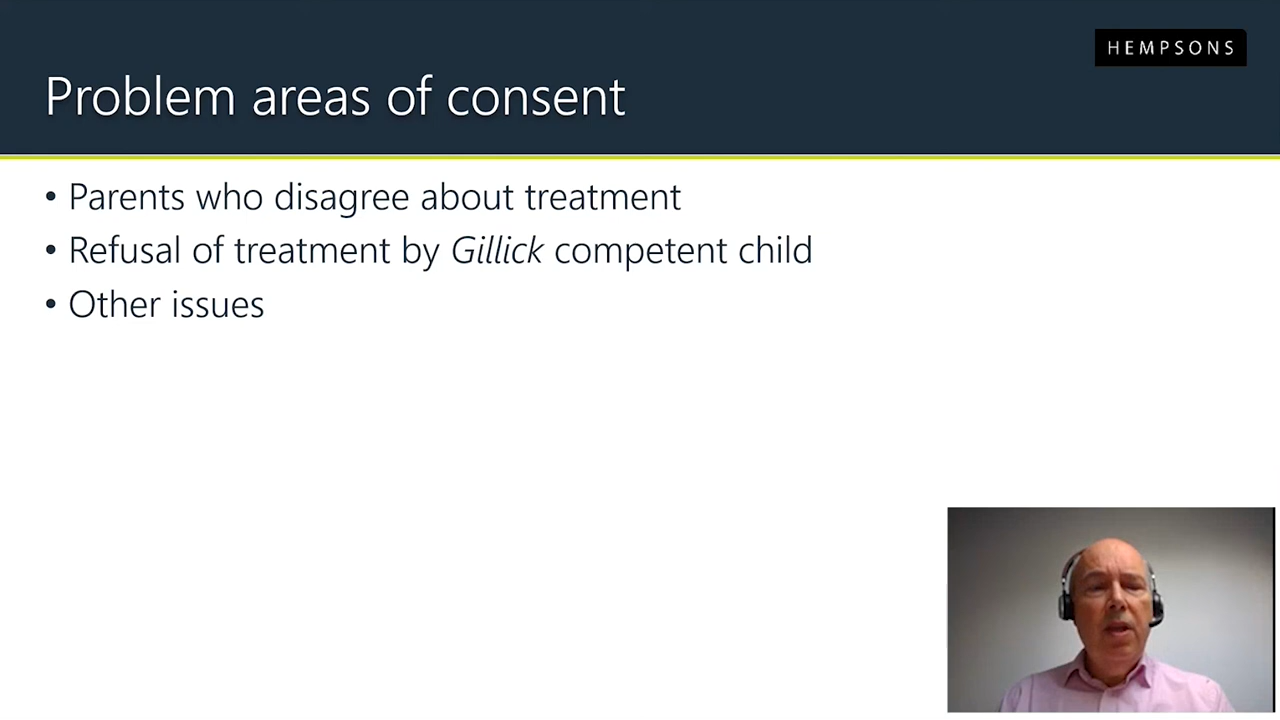 HEMPSONS
Problem areas of consent
• Parents who disagree about treatment
• Refusal of treatment by Gillick competent child
• Other issues